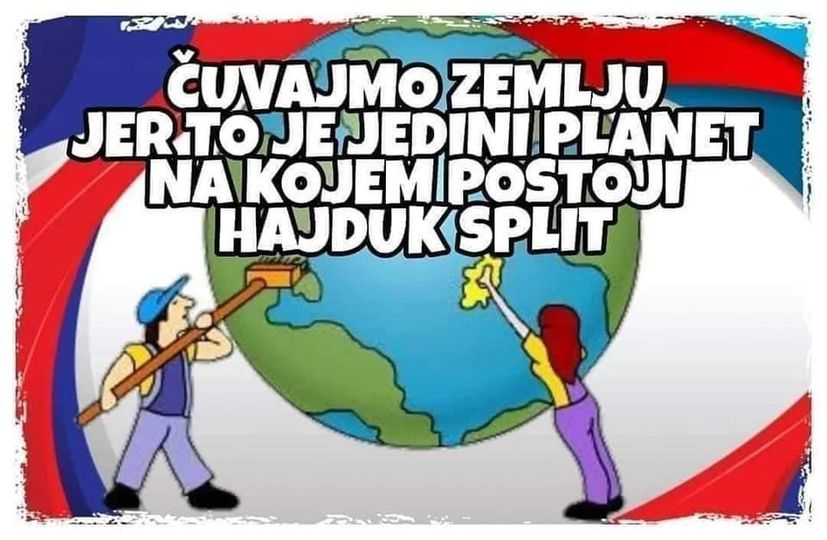 ČUVAJMO ZEMLJU
JER TO JE JEDINI PLANET
NA KOJEM POSTOJI
HAJDUK SPLIT